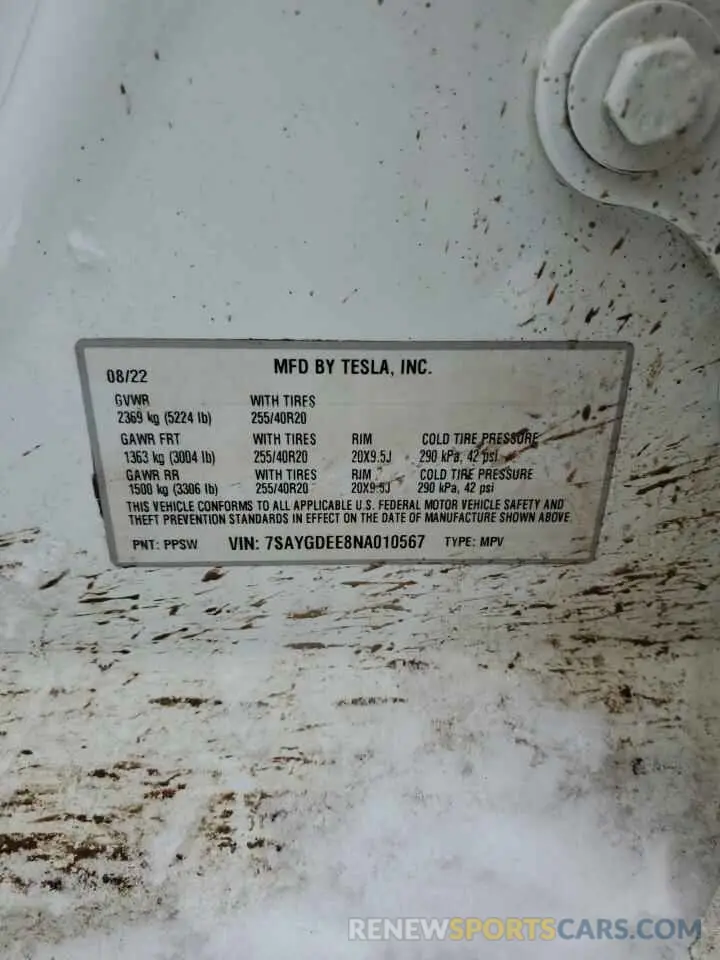 08/22 MFD BY TESLA, INC.
GVWR WITH TIRES
2369 kg (5224 lb) 255/40R20
GAWR FRT WITH TIRES RIM COLD TIRE PRESSURE
1363 kg (3004 lb) 255/40R20 20X9.5J 290 kPa, 42 psi
GAWR RR WITH TIRES RIM COLD TIRE PRESSURE
1500 kg (3306 lb) 255/40R20 20X9.5J 290 kPa, 42 psi
THIS VEHICLE CONFORMS TO ALL APPLICABLE U.S. FEDERAL MOTOR VEHICLE SAFETY AND
THEFT PREVENTION STANDARDS IN EFFECT ON THE DATE OF MANUFACTURE SHOWN ABOVE.
PNT: PPSW VIN: 7SAYGDEE8NA010567 TYPE: MPV
RENEWSPORTSCARS.COM